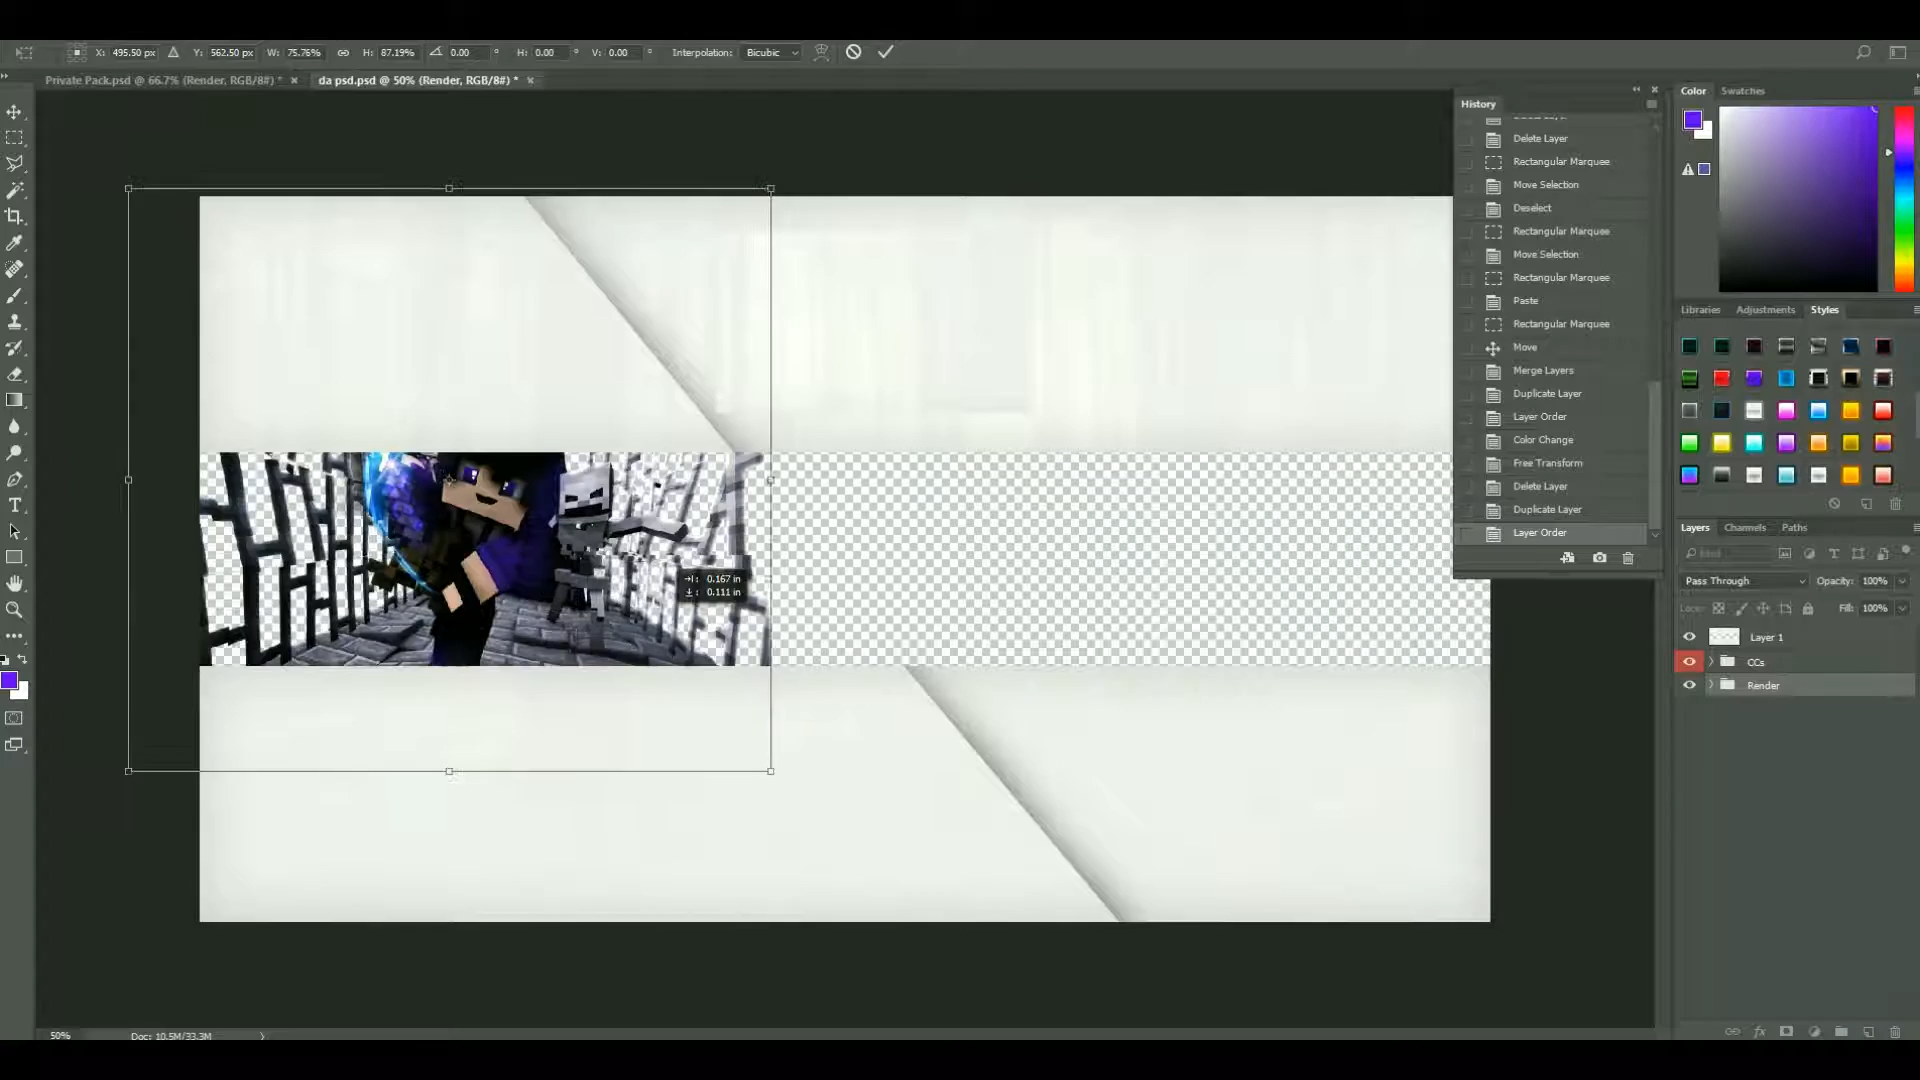 X: 495.50 px Y: 562.50 px W: 75.76% H: 87.19% 0.00 ° H: 0.00 ° V: 0.00 ° Interpolation: Bicubic
Private Pack.psd @ 66.7% (Render, RGB/8#) * × da psd.psd @ 50% (Render, RGB/8#) * ×
Color Swatches
History
Delete Layer
Rectangular Marquee
Move Selection
Deselect
Rectangular Marquee
Move Selection
Rectangular Marquee
Paste
Rectangular Marquee
Move
Merge Layers
Duplicate Layer
Layer Order
Color Change
Free Transform
Delete Layer
Duplicate Layer
Layer Order
Libraries Adjustments Styles
Layers Channels Paths
Kind
Pass Through Opacity: 100%
Lock: Fill: 100%
Layer 1
CCs
Render
0.167 in
0.111 in
50% Doc: 10.5M/33.3M